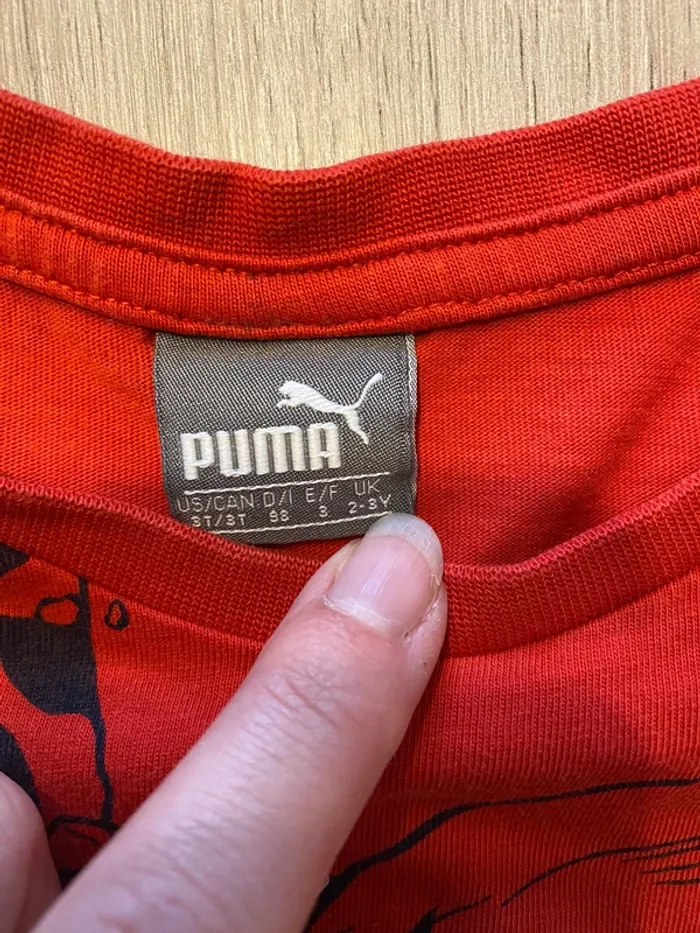 PUMA
US/CAN D/I E/F UK
3T/3T 98 3 2-3Y